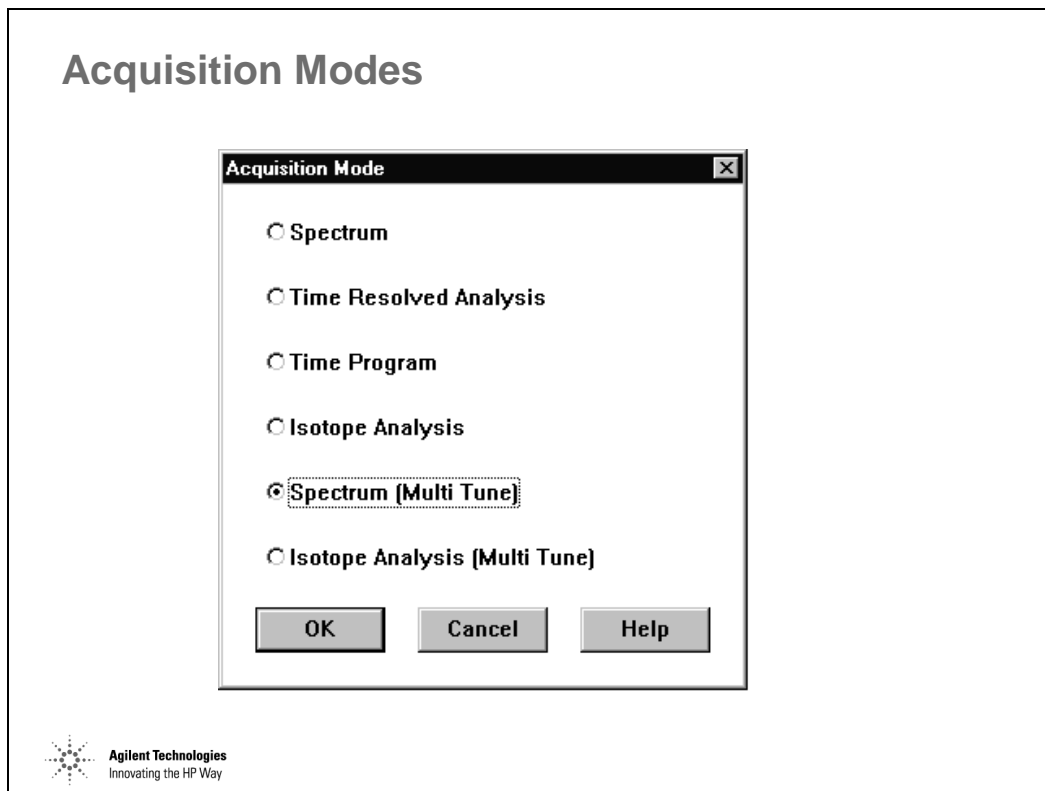 Acquisition Modes
Acquisition Mode
Spectrum
Time Resolved Analysis
Time Program
Isotope Analysis
Spectrum (Multi Tune)
Isotope Analysis (Multi Tune)
OK Cancel Help
Agilent Technologies
Innovating the HP Way